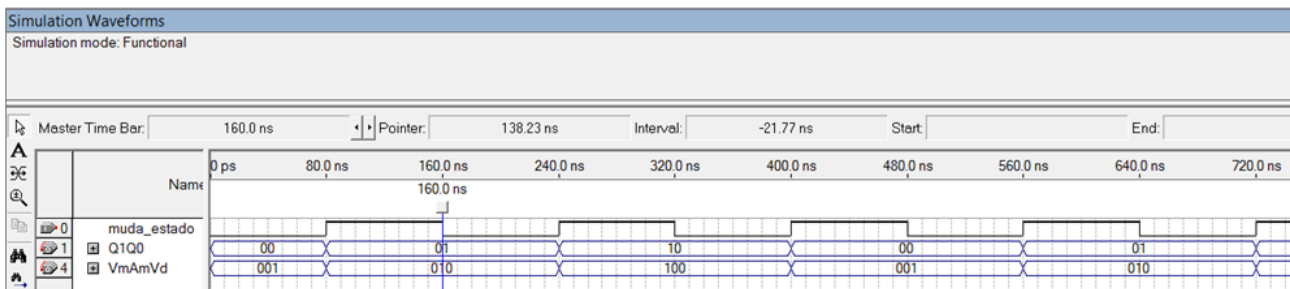 Simulation Waveforms
Simulation mode: Functional
Master Time Bar: 160.0 ns Pointer: 138.23 ns Interval: -21.77 ns Start: End:
A
0 ps 80.0 ns 160.0 ns 240.0 ns 320.0 ns 400.0 ns 480.0 ns 560.0 ns 640.0 ns 720.0 ns
Name
160.0 ns
0 muda_estado
1 Q1Q0 00 01 10 00 01
4 VmAmVd 001 010 100 001 010